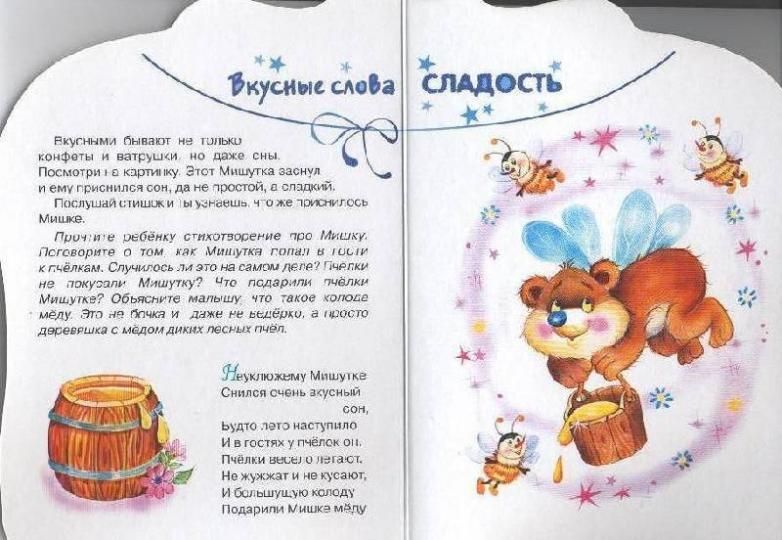 Вкусные слова
СЛАДОСТЬ
Вкусными бывают не только
конфеты и ватрушки, но даже сны.
Посмотри на картинку. Этот Мишутка заснул
и ему приснился сон, да не простой, а сладкий.
Послушай стишок и ты узнаешь, что же приснилось
Мишке.
Прочтите ребёнку стихотворение про Мишку.
Поговорите о том, как Мишутка попал в гости
к пчёлкам. Случилось ли это на самом деле? Пчёлки
не покусали Мишутку? Что подарили пчёлки
Мишутке? Объясните малышу, что такое колода
мёду. Это не бочка и даже не ведёрко, а просто
деревяшка с мёдом диких лесных пчёл.
Неуклюжему Мишутке
Снился очень вкусный
сон,
Будто лето наступило
И в гостях у пчёлок он.
Пчёлки весело летают,
Не жужжат и не кусают,
И большущую колоду
Подарили Мишке мёду